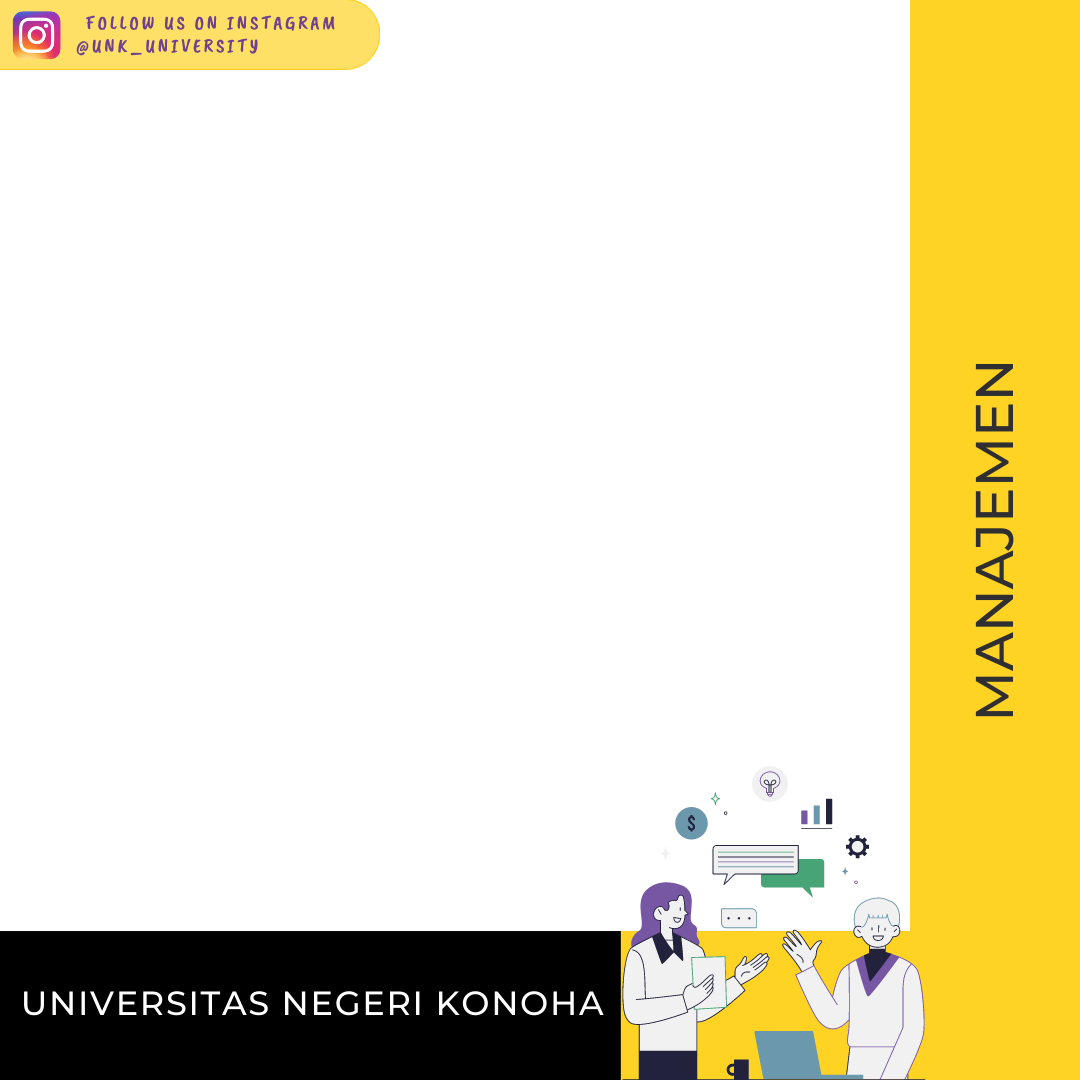 FOLLOW US ON INSTAGRAM
@UNK_UNIVERSITY
MANAJEMEN
$
UNIVERSITAS NEGERI KONOHA